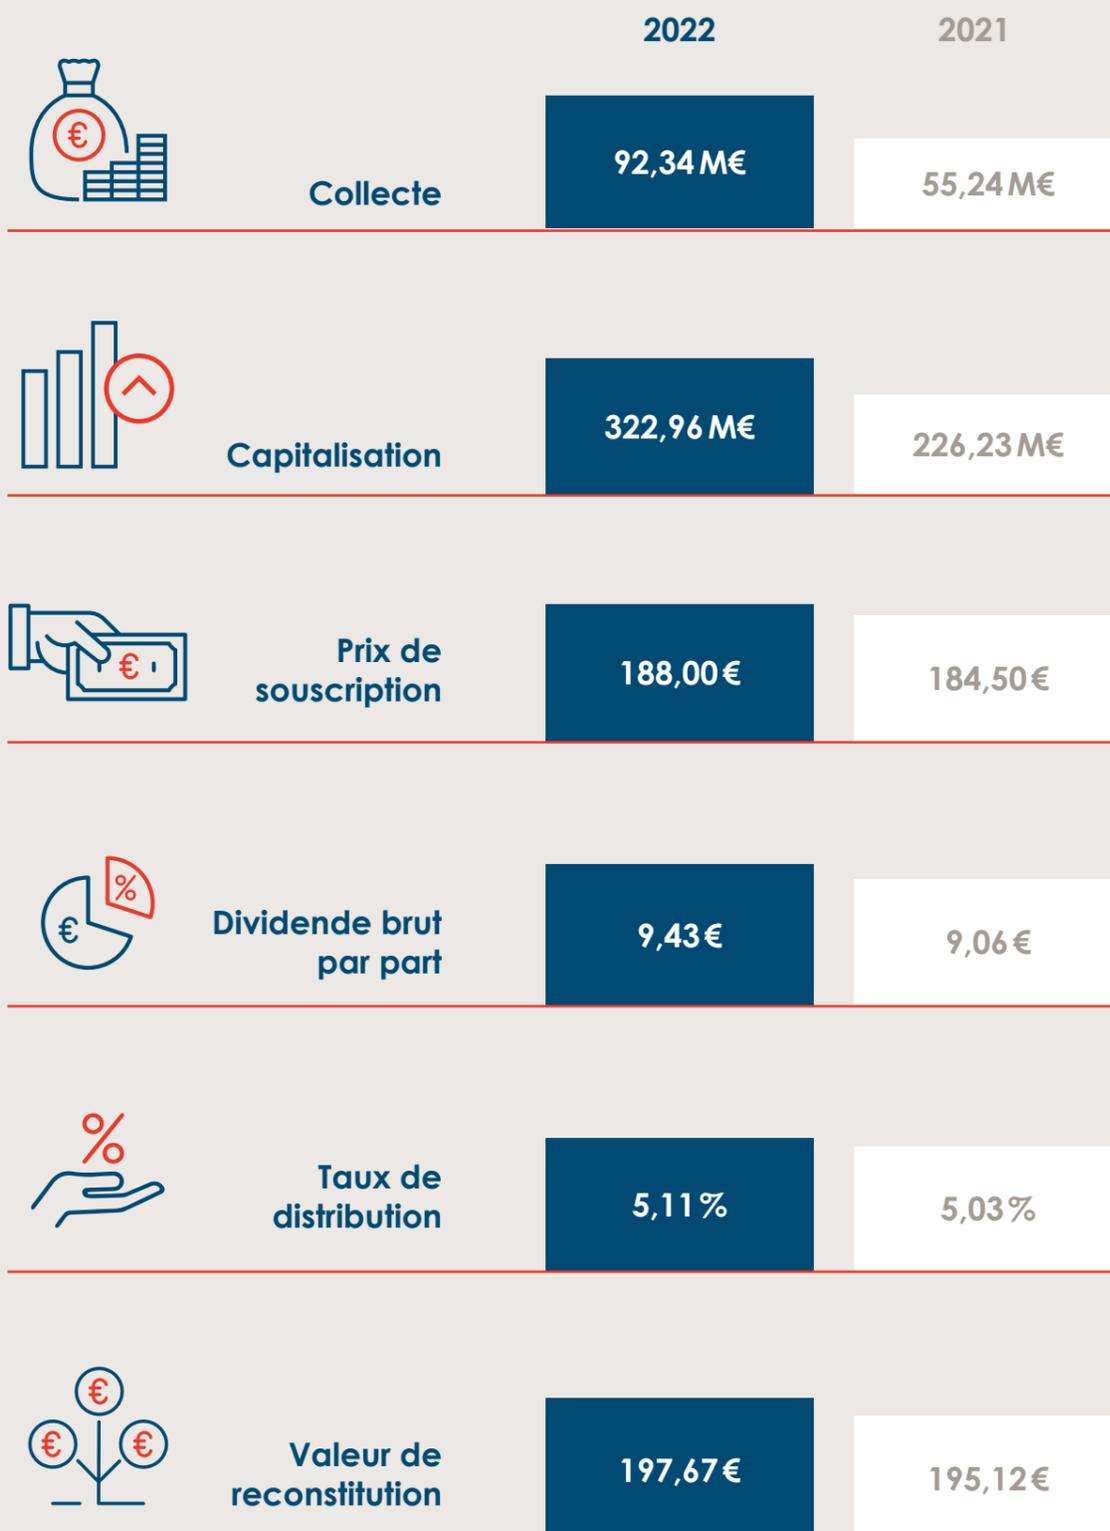 2022 2021
€
Collecte 92,34 M€ 55,24 M€
Capitalisation 322,96 M€ 226,23 M€
€
Prix de
souscription 188,00 € 184,50 €
% €
Dividende brut
par part 9,43 € 9,06 €
%
Taux de
distribution 5,11 % 5,03 %
€
€ €
Valeur de
reconstitution 197,67 € 195,12 €